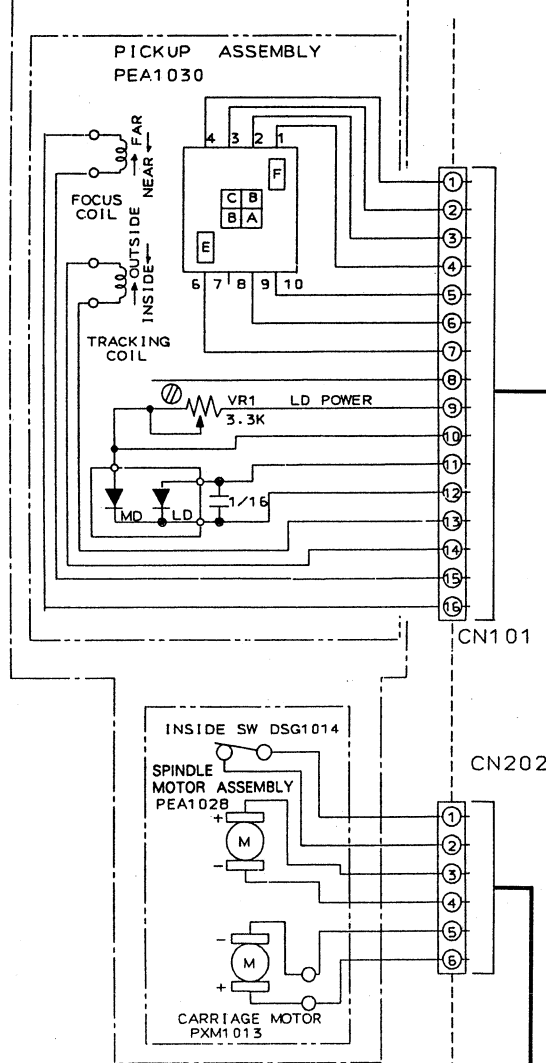 PICKUP ASSEMBLY
PEA1030
FAR
NEAR
FOCUS
COIL
OUTSIDE
INSIDE
TRACKING
COIL
4 3 2 1
F
C B
B A
E
6 7 8 9 10
VR1
3.3K
LD POWER
MD
LD
1/16
1
2
3
4
5
6
7
8
9
10
11
12
13
14
15
16
CN101
INSIDE SW DSG1014
SPINDLE
MOTOR ASSEMBLY
PEA1028
+
M
-
-
M
+
CARRIAGE MOTOR
PXM1013
CN202
1
2
3
4
5
6